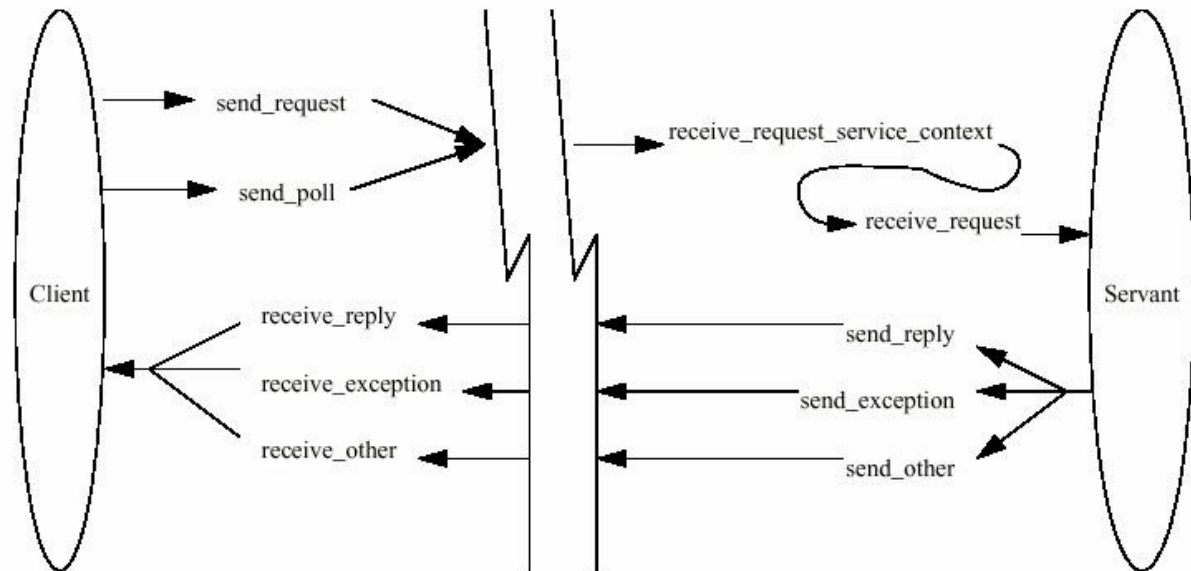 send_request
receive_request_service_context
send_poll
receive_request
Client
Servant
receive_reply
send_reply
receive_exception
send_exception
receive_other
send_other